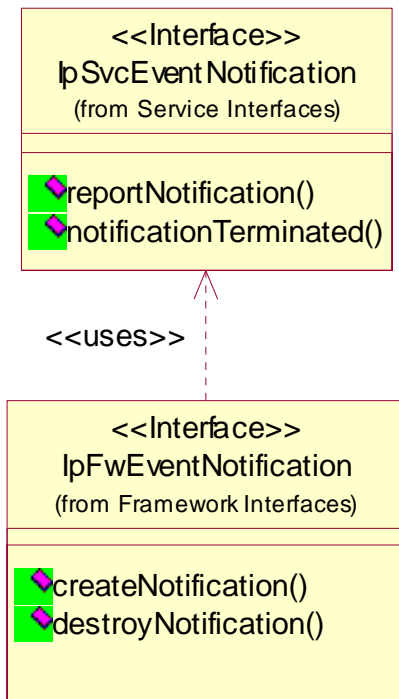 <<Interface>>
IpSvcEventNotification
(from Service Interfaces)
reportNotification()
notificationTerminated()
<<uses>>
<<Interface>>
IpFwEventNotification
(from Framework Interfaces)
createNotification()
destroyNotification()